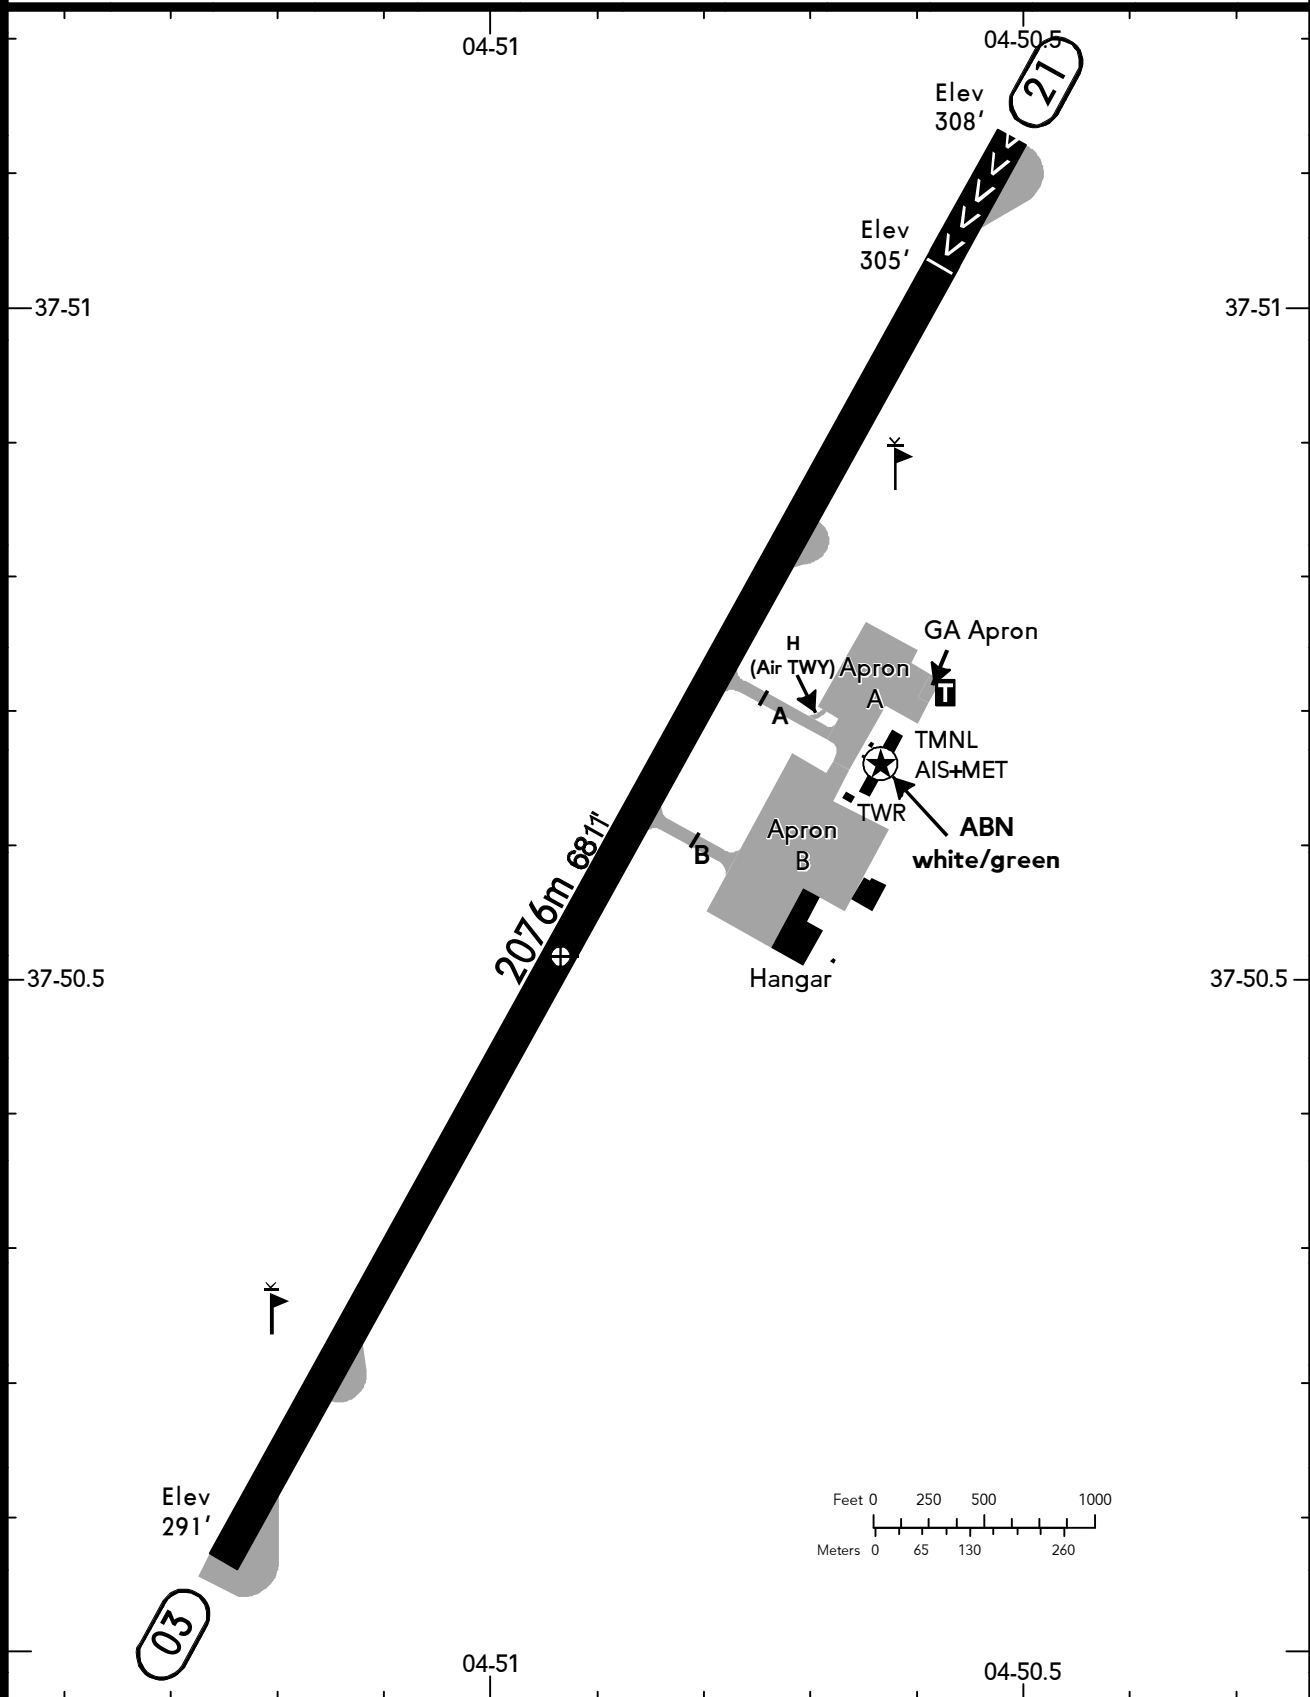 04-51
04-50.5
21
Elev
308'
Elev
305'
37-51
37-51
GA Apron
H
(Air TWY)
Apron
A
T
A
TMNL
AIS+MET
TWR
ABN
white/green
Apron
B
B
2076m 6811'
37-50.5
37-50.5
Hangar
Elev
291'
Feet 0 250 500 1000
Meters 0 65 130 260
03
04-51
04-50.5